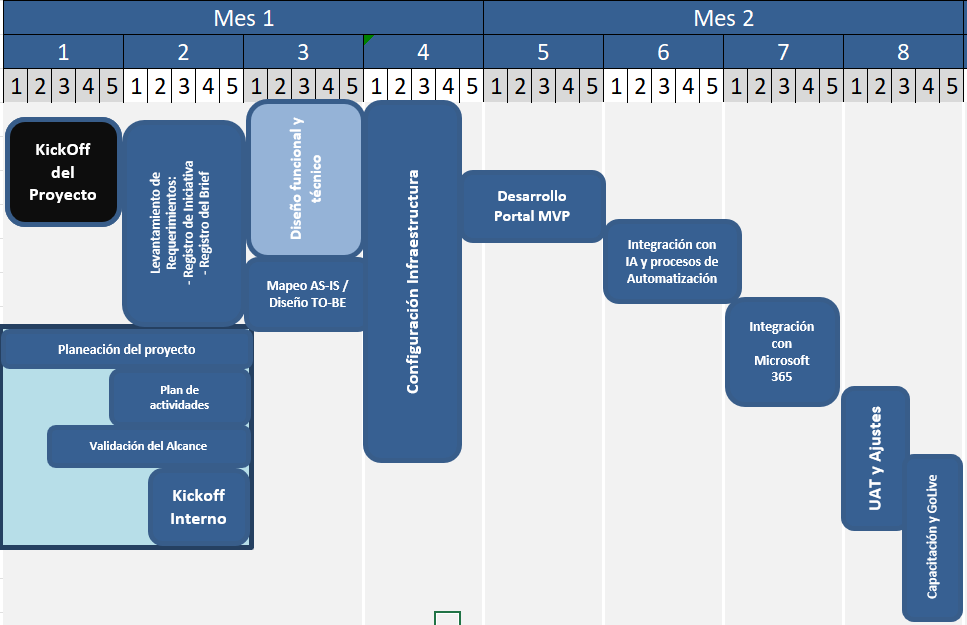 Mes 1 Mes 2
1 2 3 4 5 6 7 8
1 2 3 4 5 1 2 3 4 5 1 2 3 4 5 1 2 3 4 5 1 2 3 4 5 1 2 3 4 5 1 2 3 4 5 1 2 3 4 5
KickOff
del
Proyecto
Levantamiento de
Requerimientos:
- Registro de Iniciativa
- Registro del Brief
Diseño funcional y
técnico
Mapeo AS-IS /
Diseño TO-BE
Configuración Infraestructura
Desarrollo
Portal MVP
Integración con
IA y procesos de
Automatización
Integración
con
Microsoft
365
UAT y Ajustes
Capacitación y GoLive
Planeación del proyecto
Plan de
actividades
Validación del Alcance
Kickoff
Interno